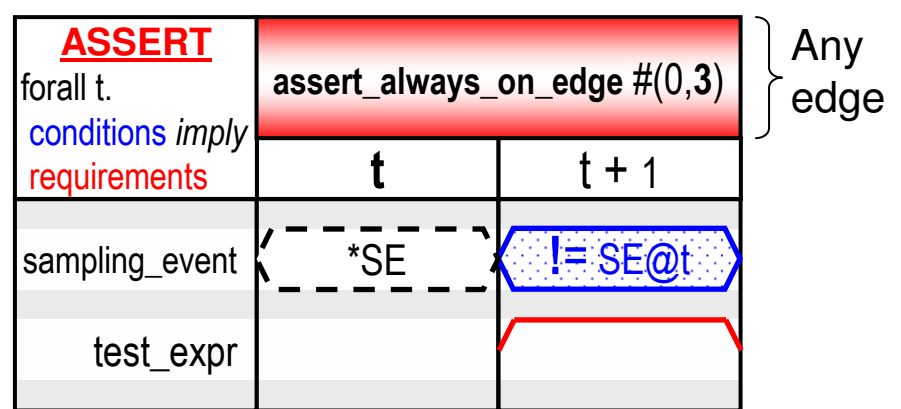 ASSERT
forall t.
conditions imply
requirements
assert_always_on_edge #(0,3)
Any
edge
t
t + 1
sampling_event
*SE
!= SE@t
test_expr